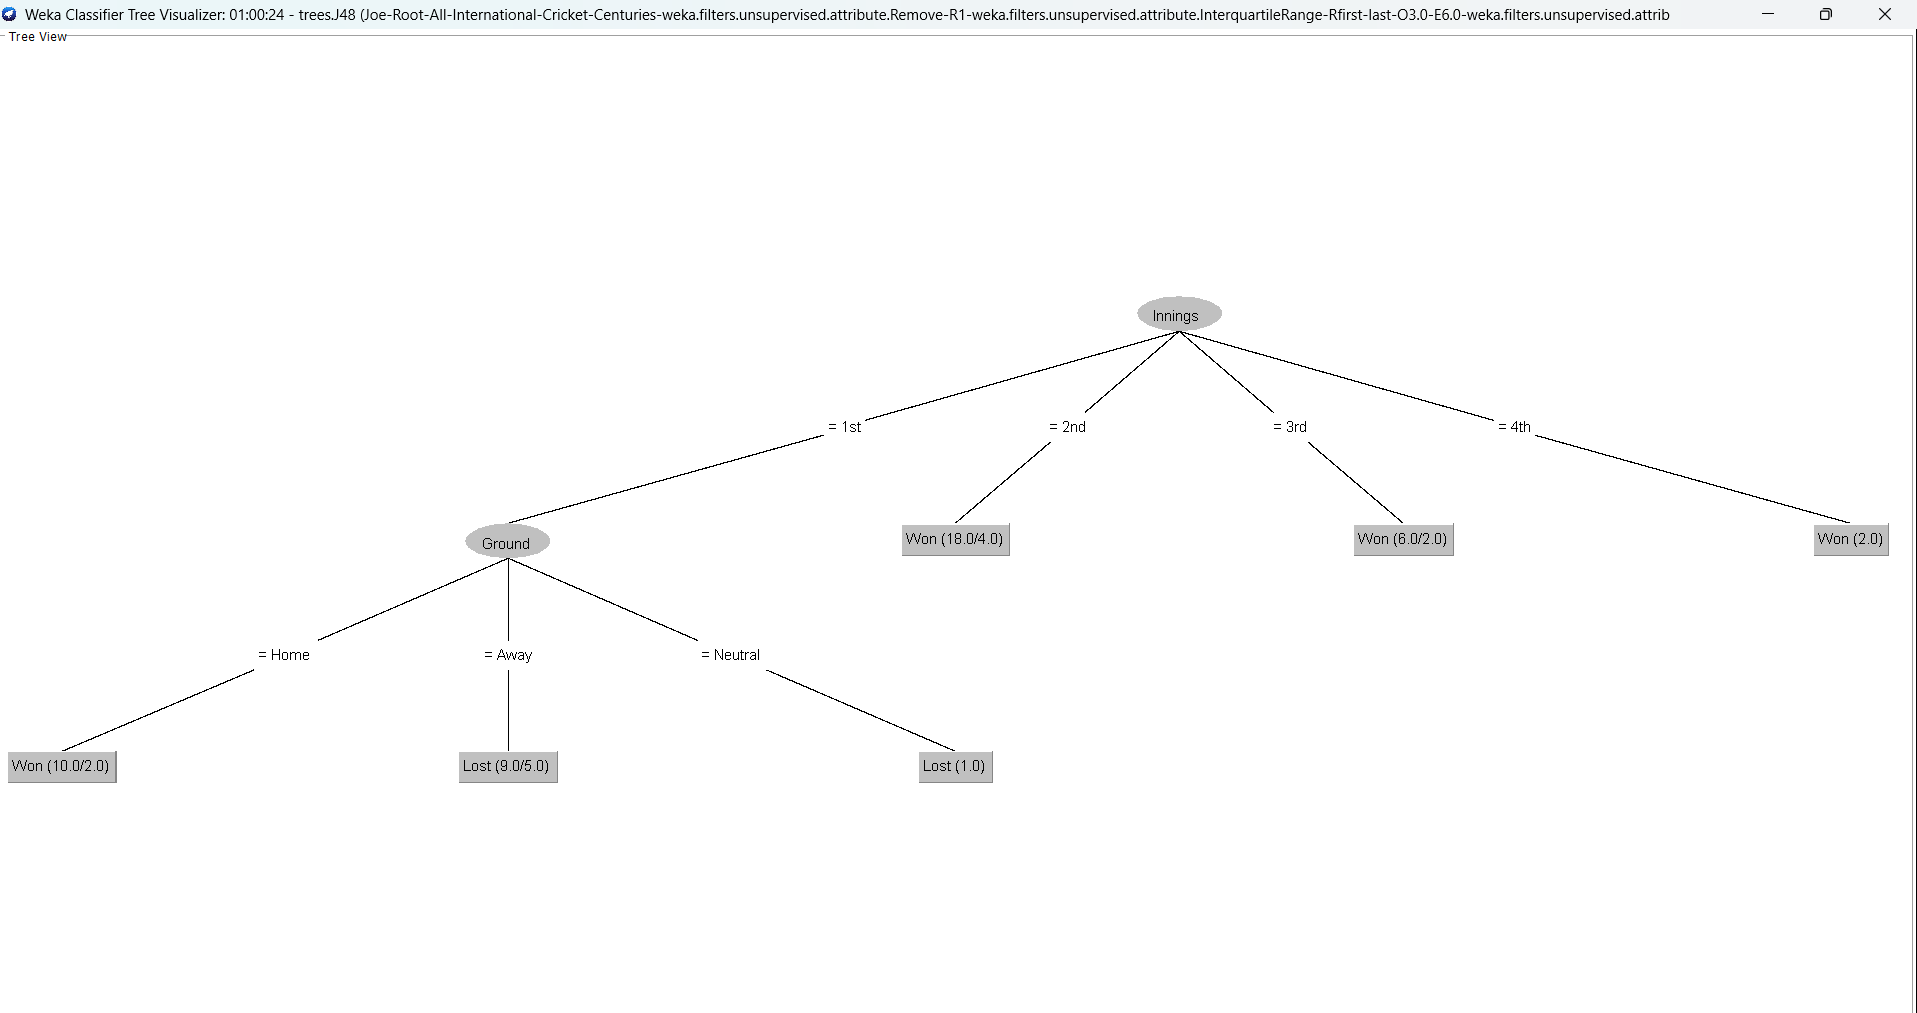 Weka Classifier Tree Visualizer: 01:00:24 - trees.J48 (Joe-Root-All-International-Cricket-Centuries-weka.filters.unsupervised.attribute.Remove-R1-weka.filters.unsupervised.attribute.InterquartileRange-Rfirst-last-O3.0-E6.0-weka.filters.unsupervised.attrib
Tree View
Innings
= 1st
= 2nd
= 3rd
= 4th
Ground
Won (18.0/4.0)
Won (6.0/2.0)
Won (2.0)
= Home
= Away
= Neutral
Won (10.0/2.0)
Lost (9.0/5.0)
Lost (1.0)